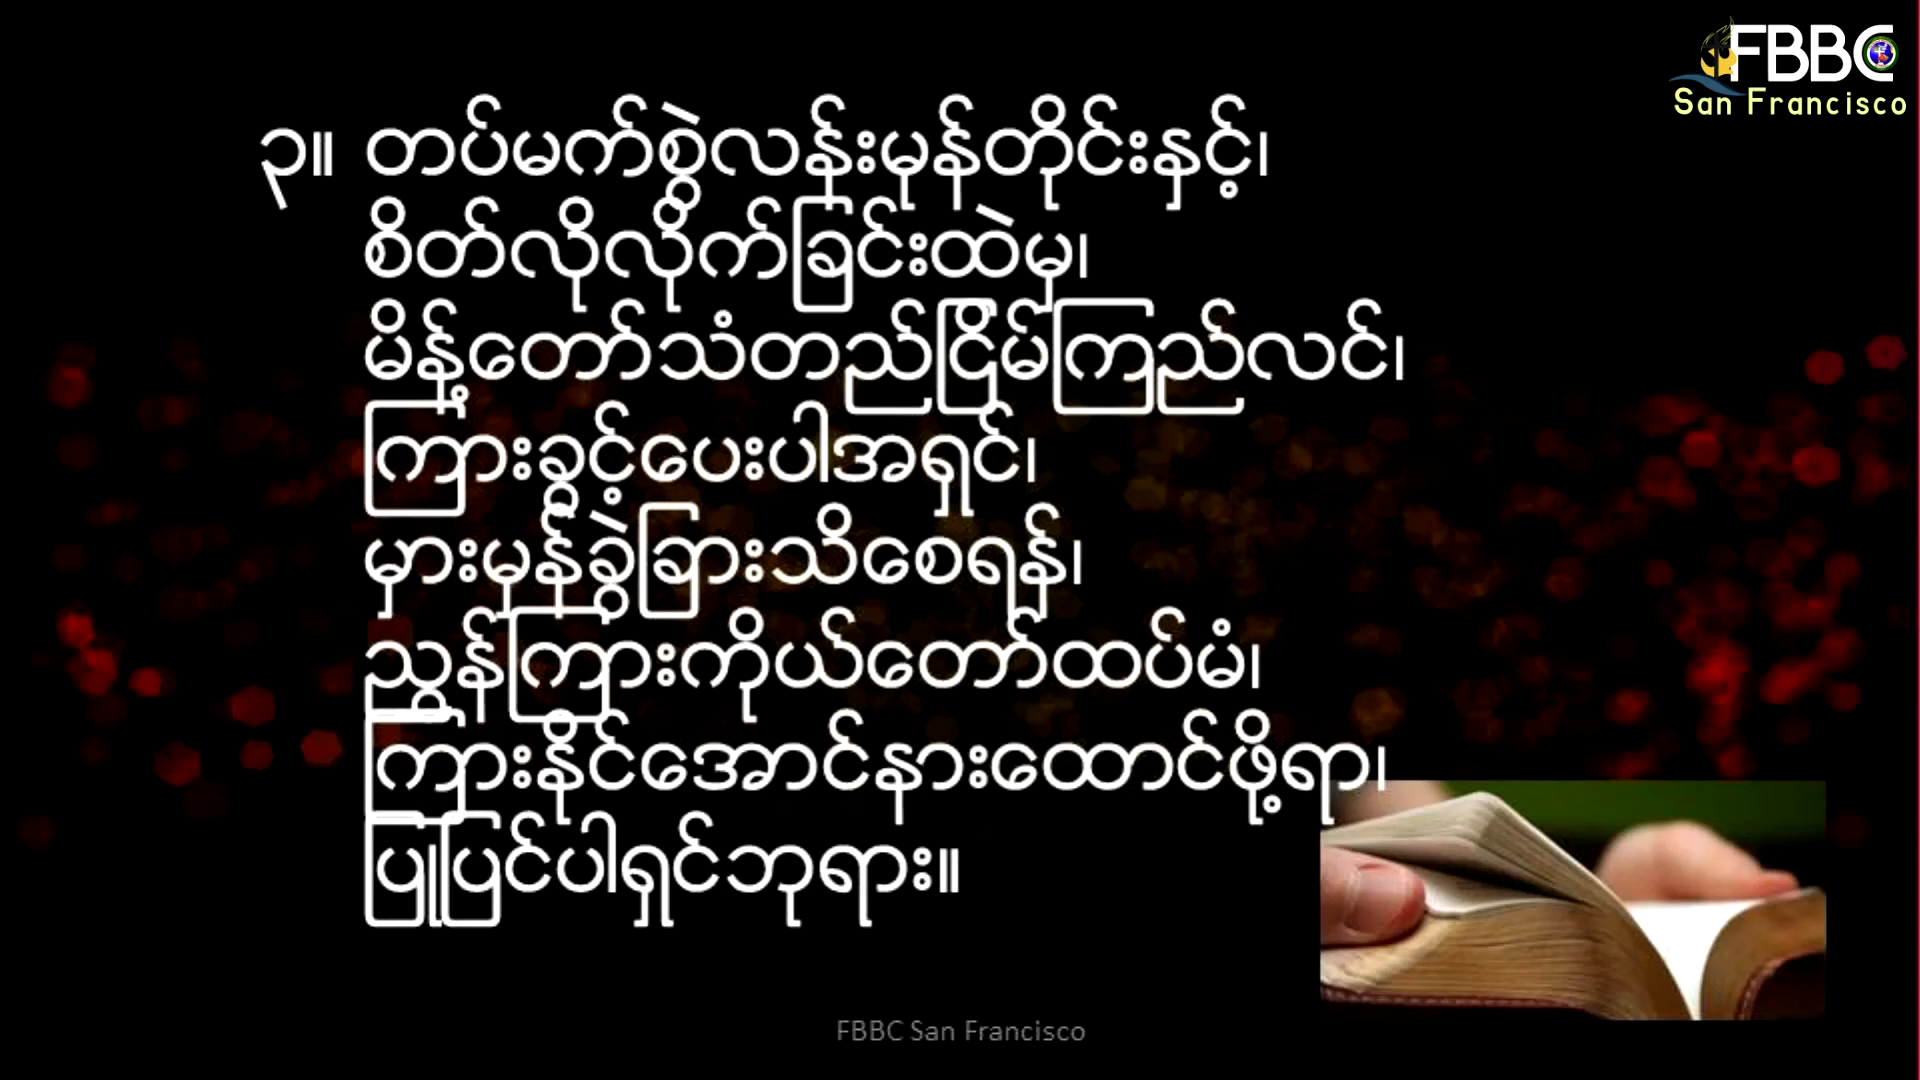 FBBC
San Francisco
၃။ တပ်မက်စွဲလန်းမုန်တိုင်းနှင့်၊
စိတ်လိုလိုက်ခြင်းထဲမှ၊
မိန့်တော်သံတည်ငြိမ်ကြည်လင်၊
ကြားခွင့်ပေးပါအရှင်၊
မှားမှန်ခွဲခြားသိစေရန်၊
ညွှန်ကြားကိုယ်တော်ထပ်မံ၊
ကြားနိုင်အောင်နားထောင်ဖို့ရာ၊
ပြုပြင်ပါရှင်ဘုရား။
FBBC San Francisco